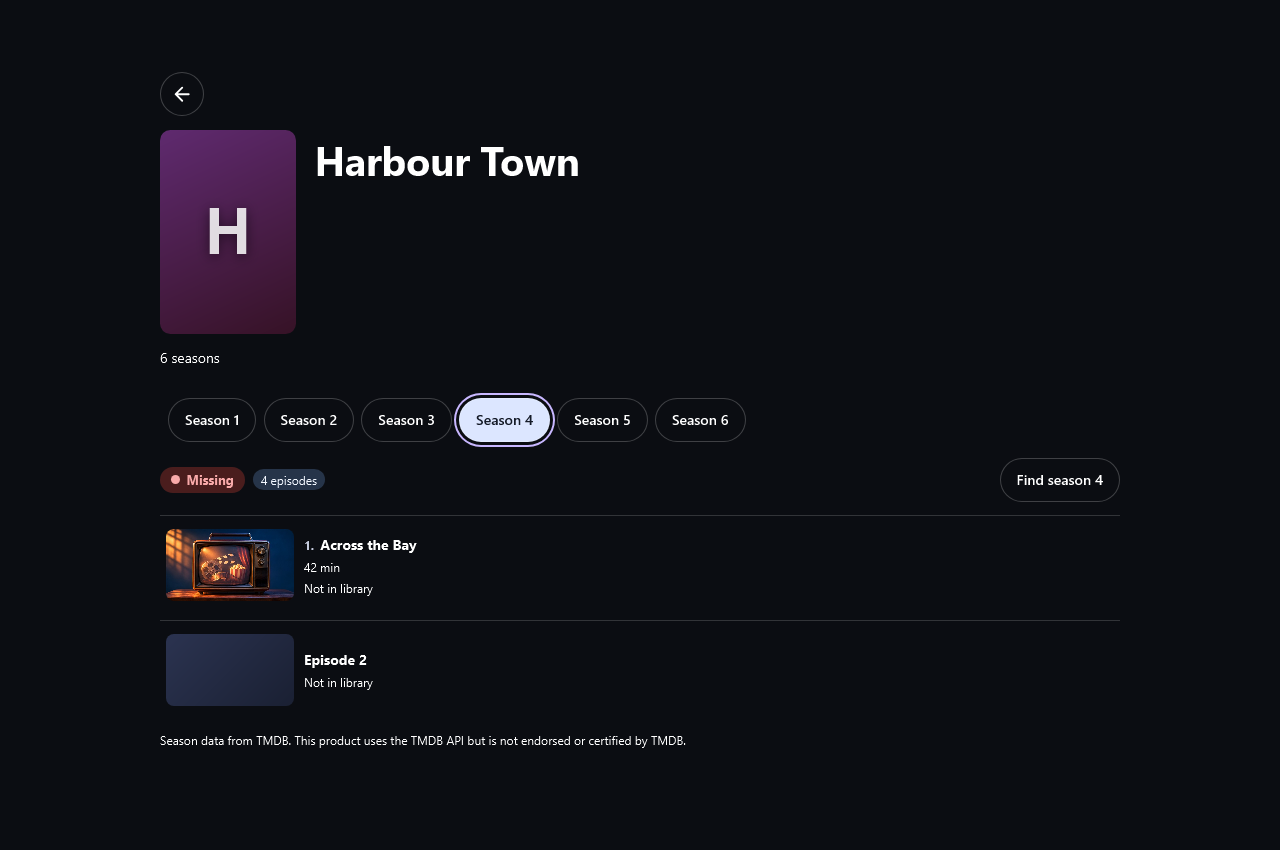 Harbour Town
H
6 seasons
Season 1 Season 2 Season 3 Season 4 Season 5 Season 6
Missing 4 episodes Find season 4
1. Across the Bay
42 min
Not in library
Episode 2
Not in library
Season data from TMDB. This product uses the TMDB API but is not endorsed or certified by TMDB.